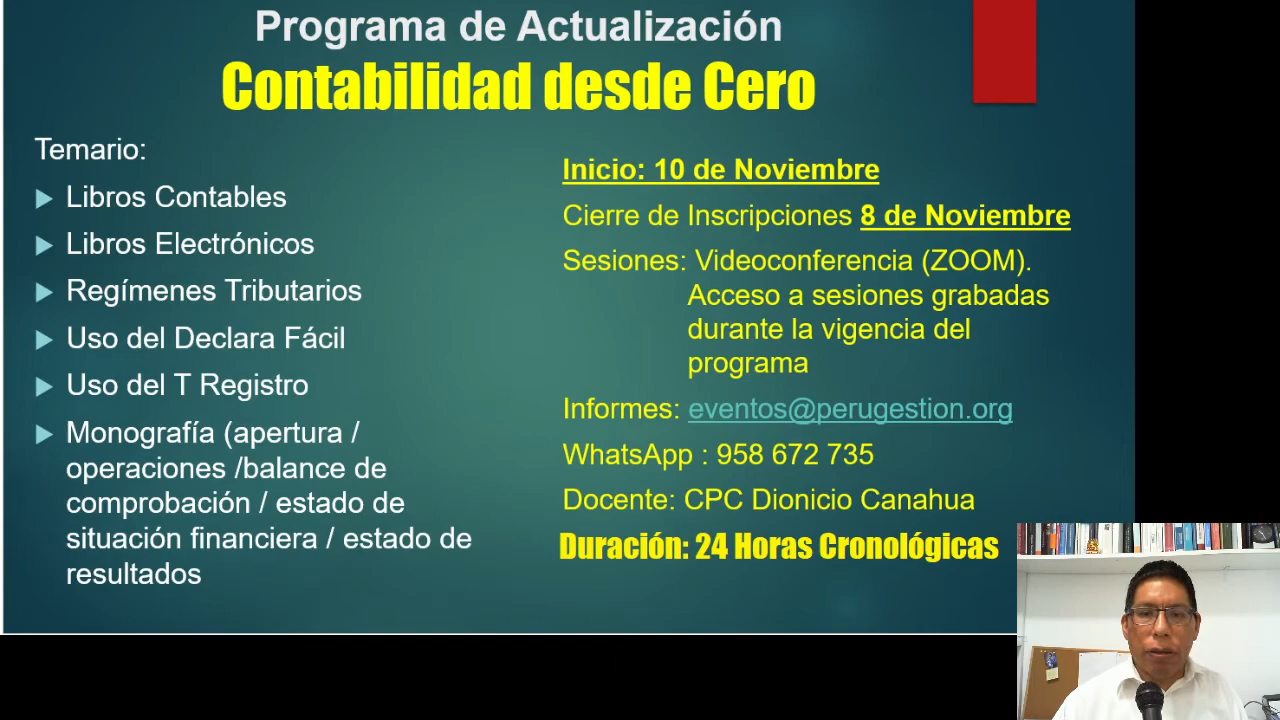 Programa de Actualización
Contabilidad desde Cero
Temario:
Libros Contables
Libros Electrónicos
Regímenes Tributarios
Uso del Declara Fácil
Uso del T Registro
Monografía (apertura /
operaciones /balance de
comprobación / estado de
situación financiera / estado de
resultados
Inicio: 10 de Noviembre
Cierre de Inscripciones 8 de Noviembre
Sesiones: Videoconferencia (ZOOM).
Acceso a sesiones grabadas
durante la vigencia del
programa
Informes: eventos@perugestion.org
WhatsApp : 958 672 735
Docente: CPC Dionicio Canahua
Duración: 24 Horas Cronológicas